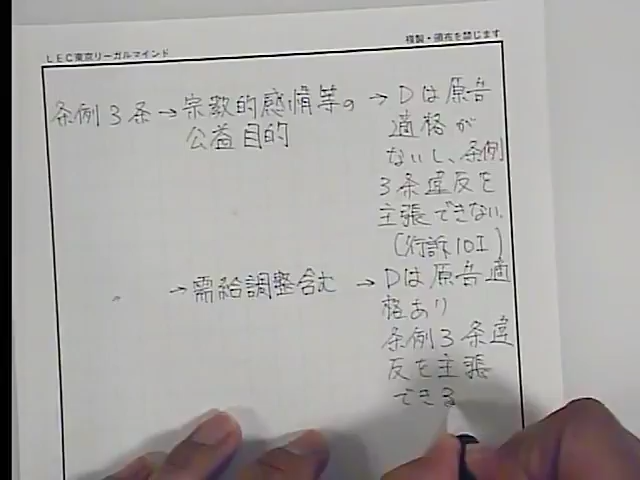 LEC東京リーガルマインド
複製・頒布を禁じます
条例3条→宗教的感情等の
公益目的
→Dは原告
適格が
ないし、条例
3条違反を
主張できない
(行訴10I)
→需給調整含む
→Dは原告適
格あり
条例3条違
反を主張
できる